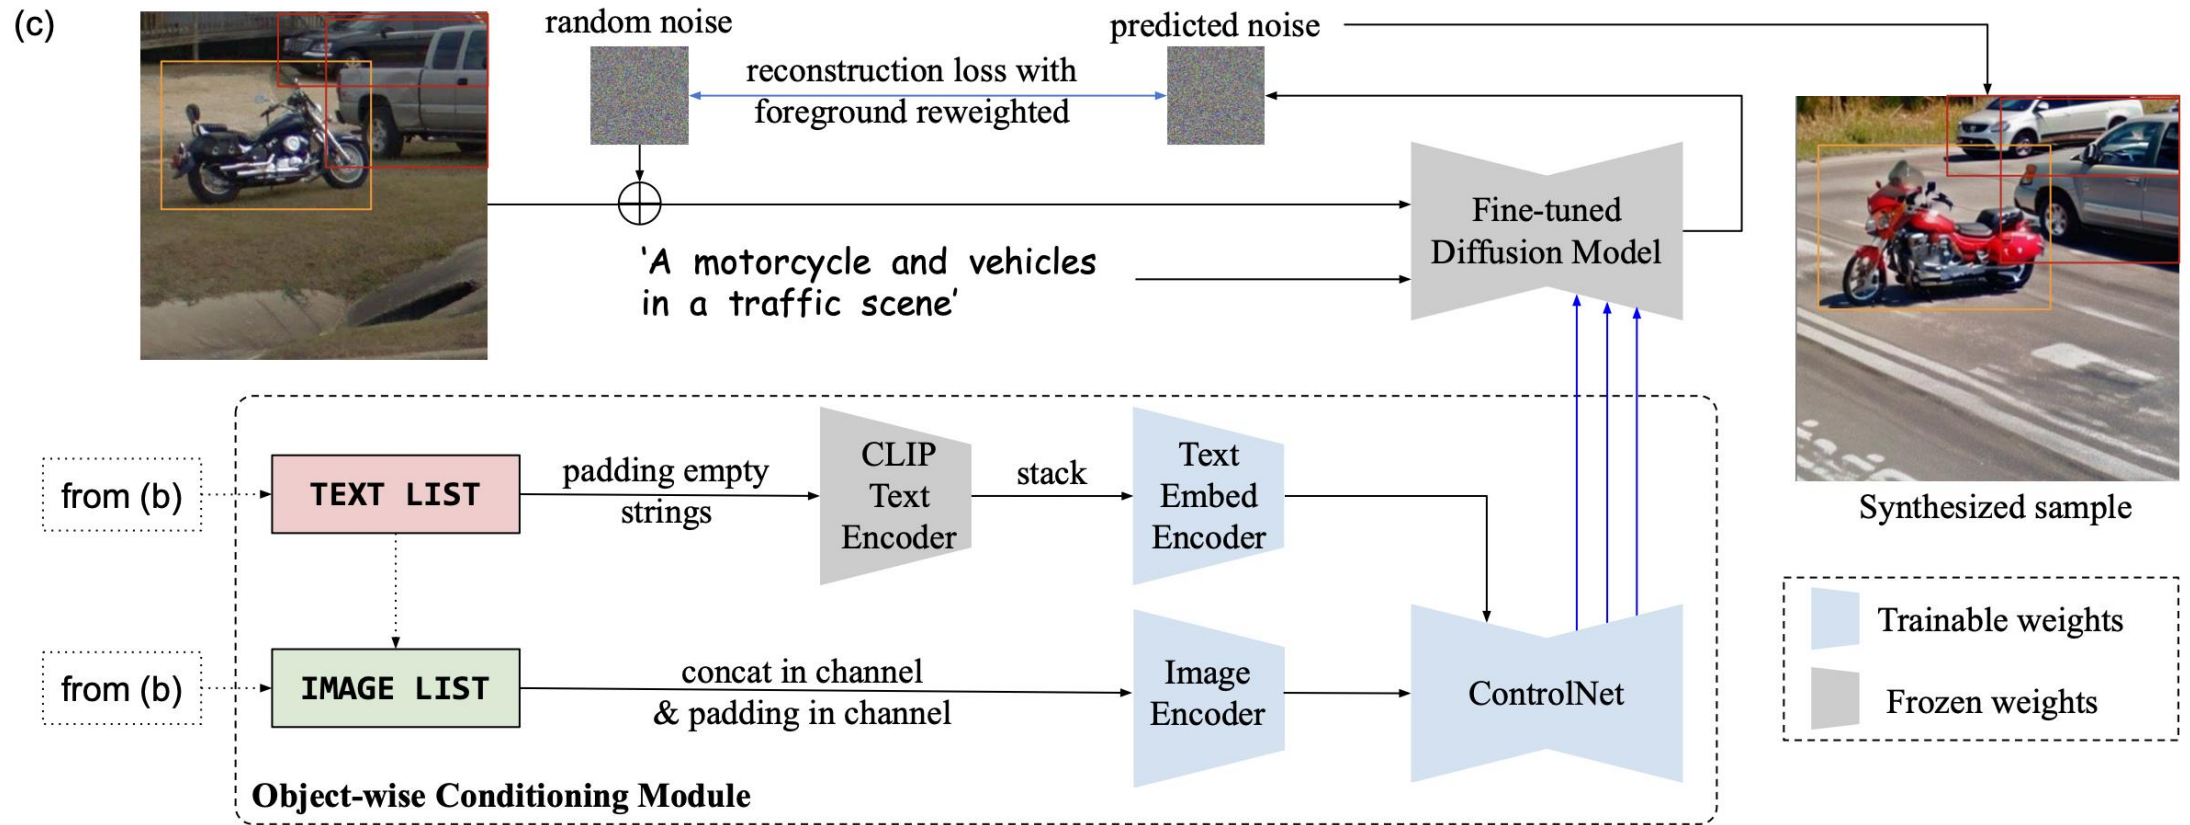 (c)
random noise
predicted noise
reconstruction loss with
foreground reweighted
Fine-tuned
Diffusion Model
‘A motorcycle and vehicles
in a traffic scene’
Synthesized sample
from (b)
TEXT LIST
padding empty
strings
CLIP
Text
Encoder
stack
Text
Embed
Encoder
from (b)
IMAGE LIST
concat in channel
& padding in channel
Image
Encoder
ControlNet
Object-wise Conditioning Module
Trainable weights
Frozen weights